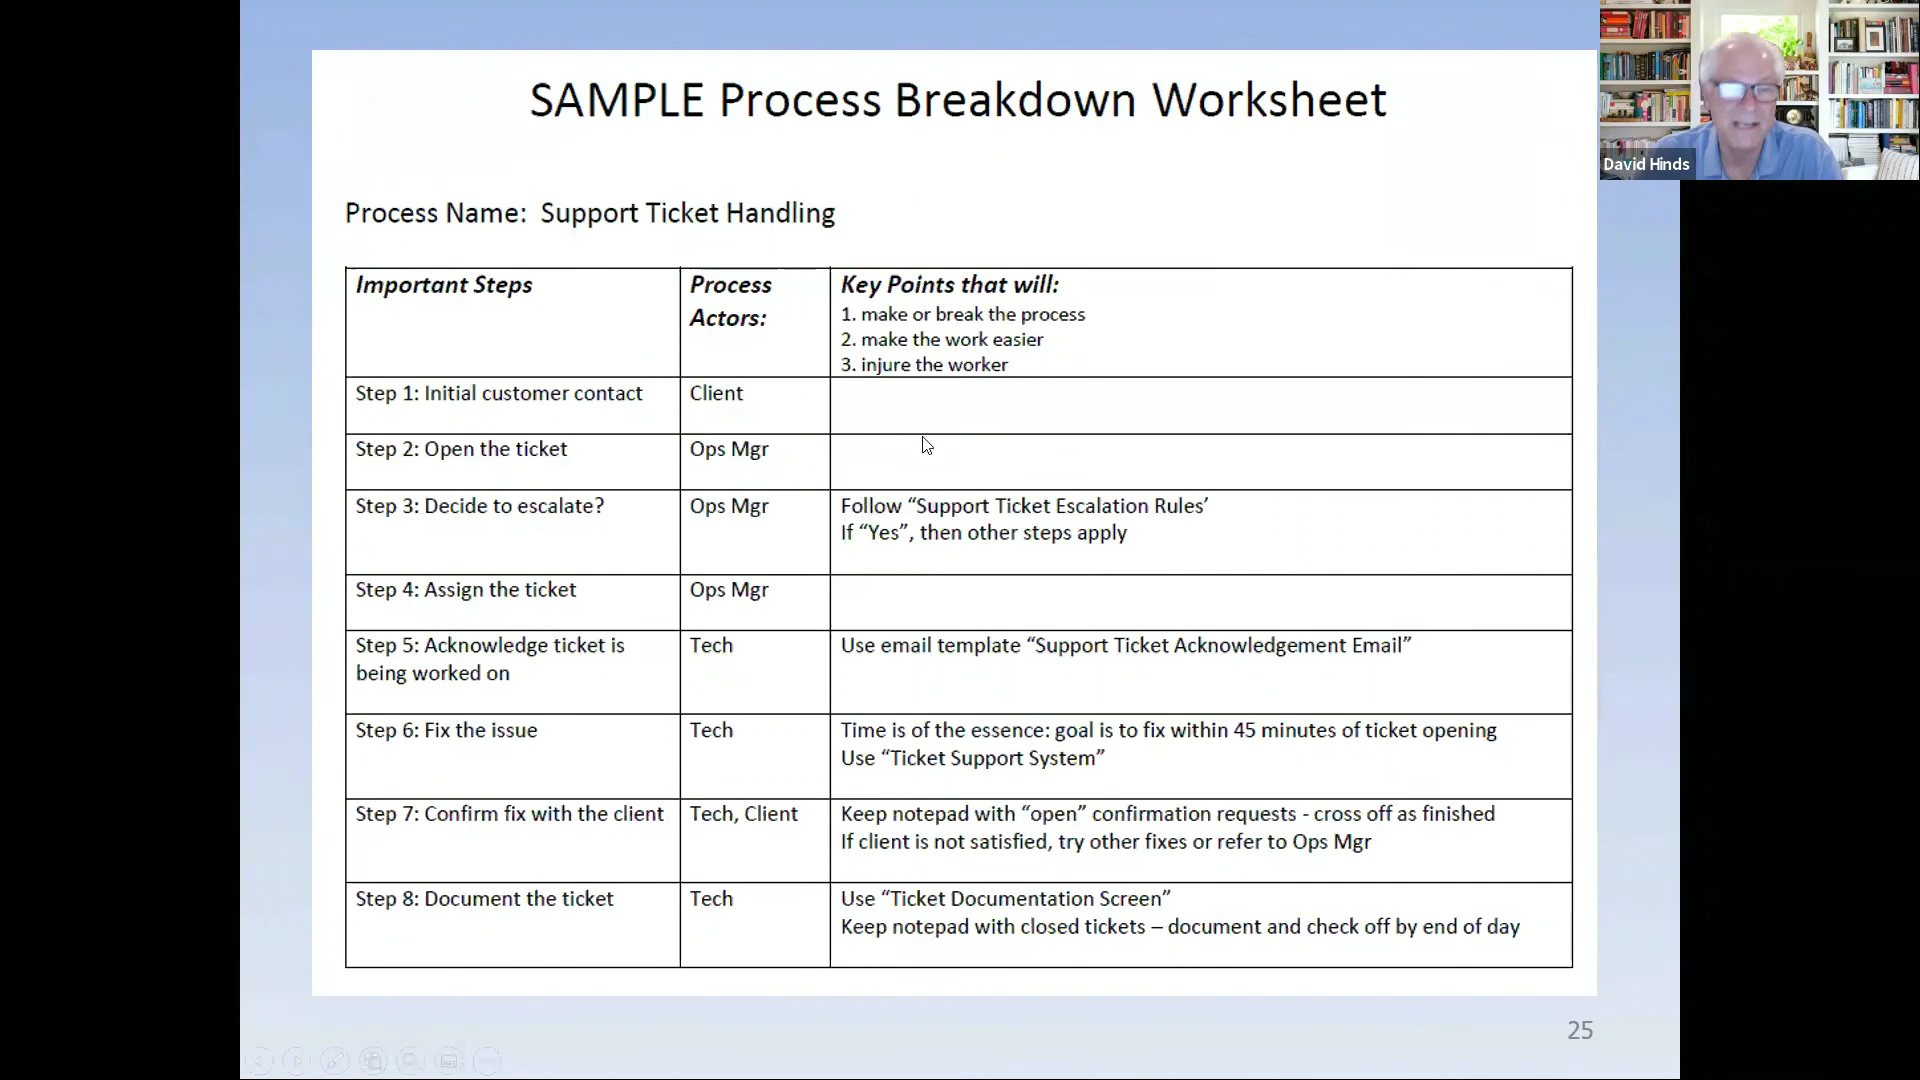 SAMPLE Process Breakdown Worksheet
David Hinds
Process Name: Support Ticket Handling
Important Steps
Process
Actors:
Key Points that will:
1. make or break the process
2. make the work easier
3. injure the worker
Step 1: Initial customer contact
Client
Step 2: Open the ticket
Ops Mgr
Step 3: Decide to escalate?
Ops Mgr
Follow “Support Ticket Escalation Rules’
If “Yes”, then other steps apply
Step 4: Assign the ticket
Ops Mgr
Step 5: Acknowledge ticket is
being worked on
Tech
Use email template “Support Ticket Acknowledgement Email”
Step 6: Fix the issue
Tech
Time is of the essence: goal is to fix within 45 minutes of ticket opening
Use “Ticket Support System”
Step 7: Confirm fix with the client
Tech, Client
Keep notepad with “open” confirmation requests - cross off as finished
If client is not satisfied, try other fixes or refer to Ops Mgr
Step 8: Document the ticket
Tech
Use “Ticket Documentation Screen”
Keep notepad with closed tickets – document and check off by end of day
25